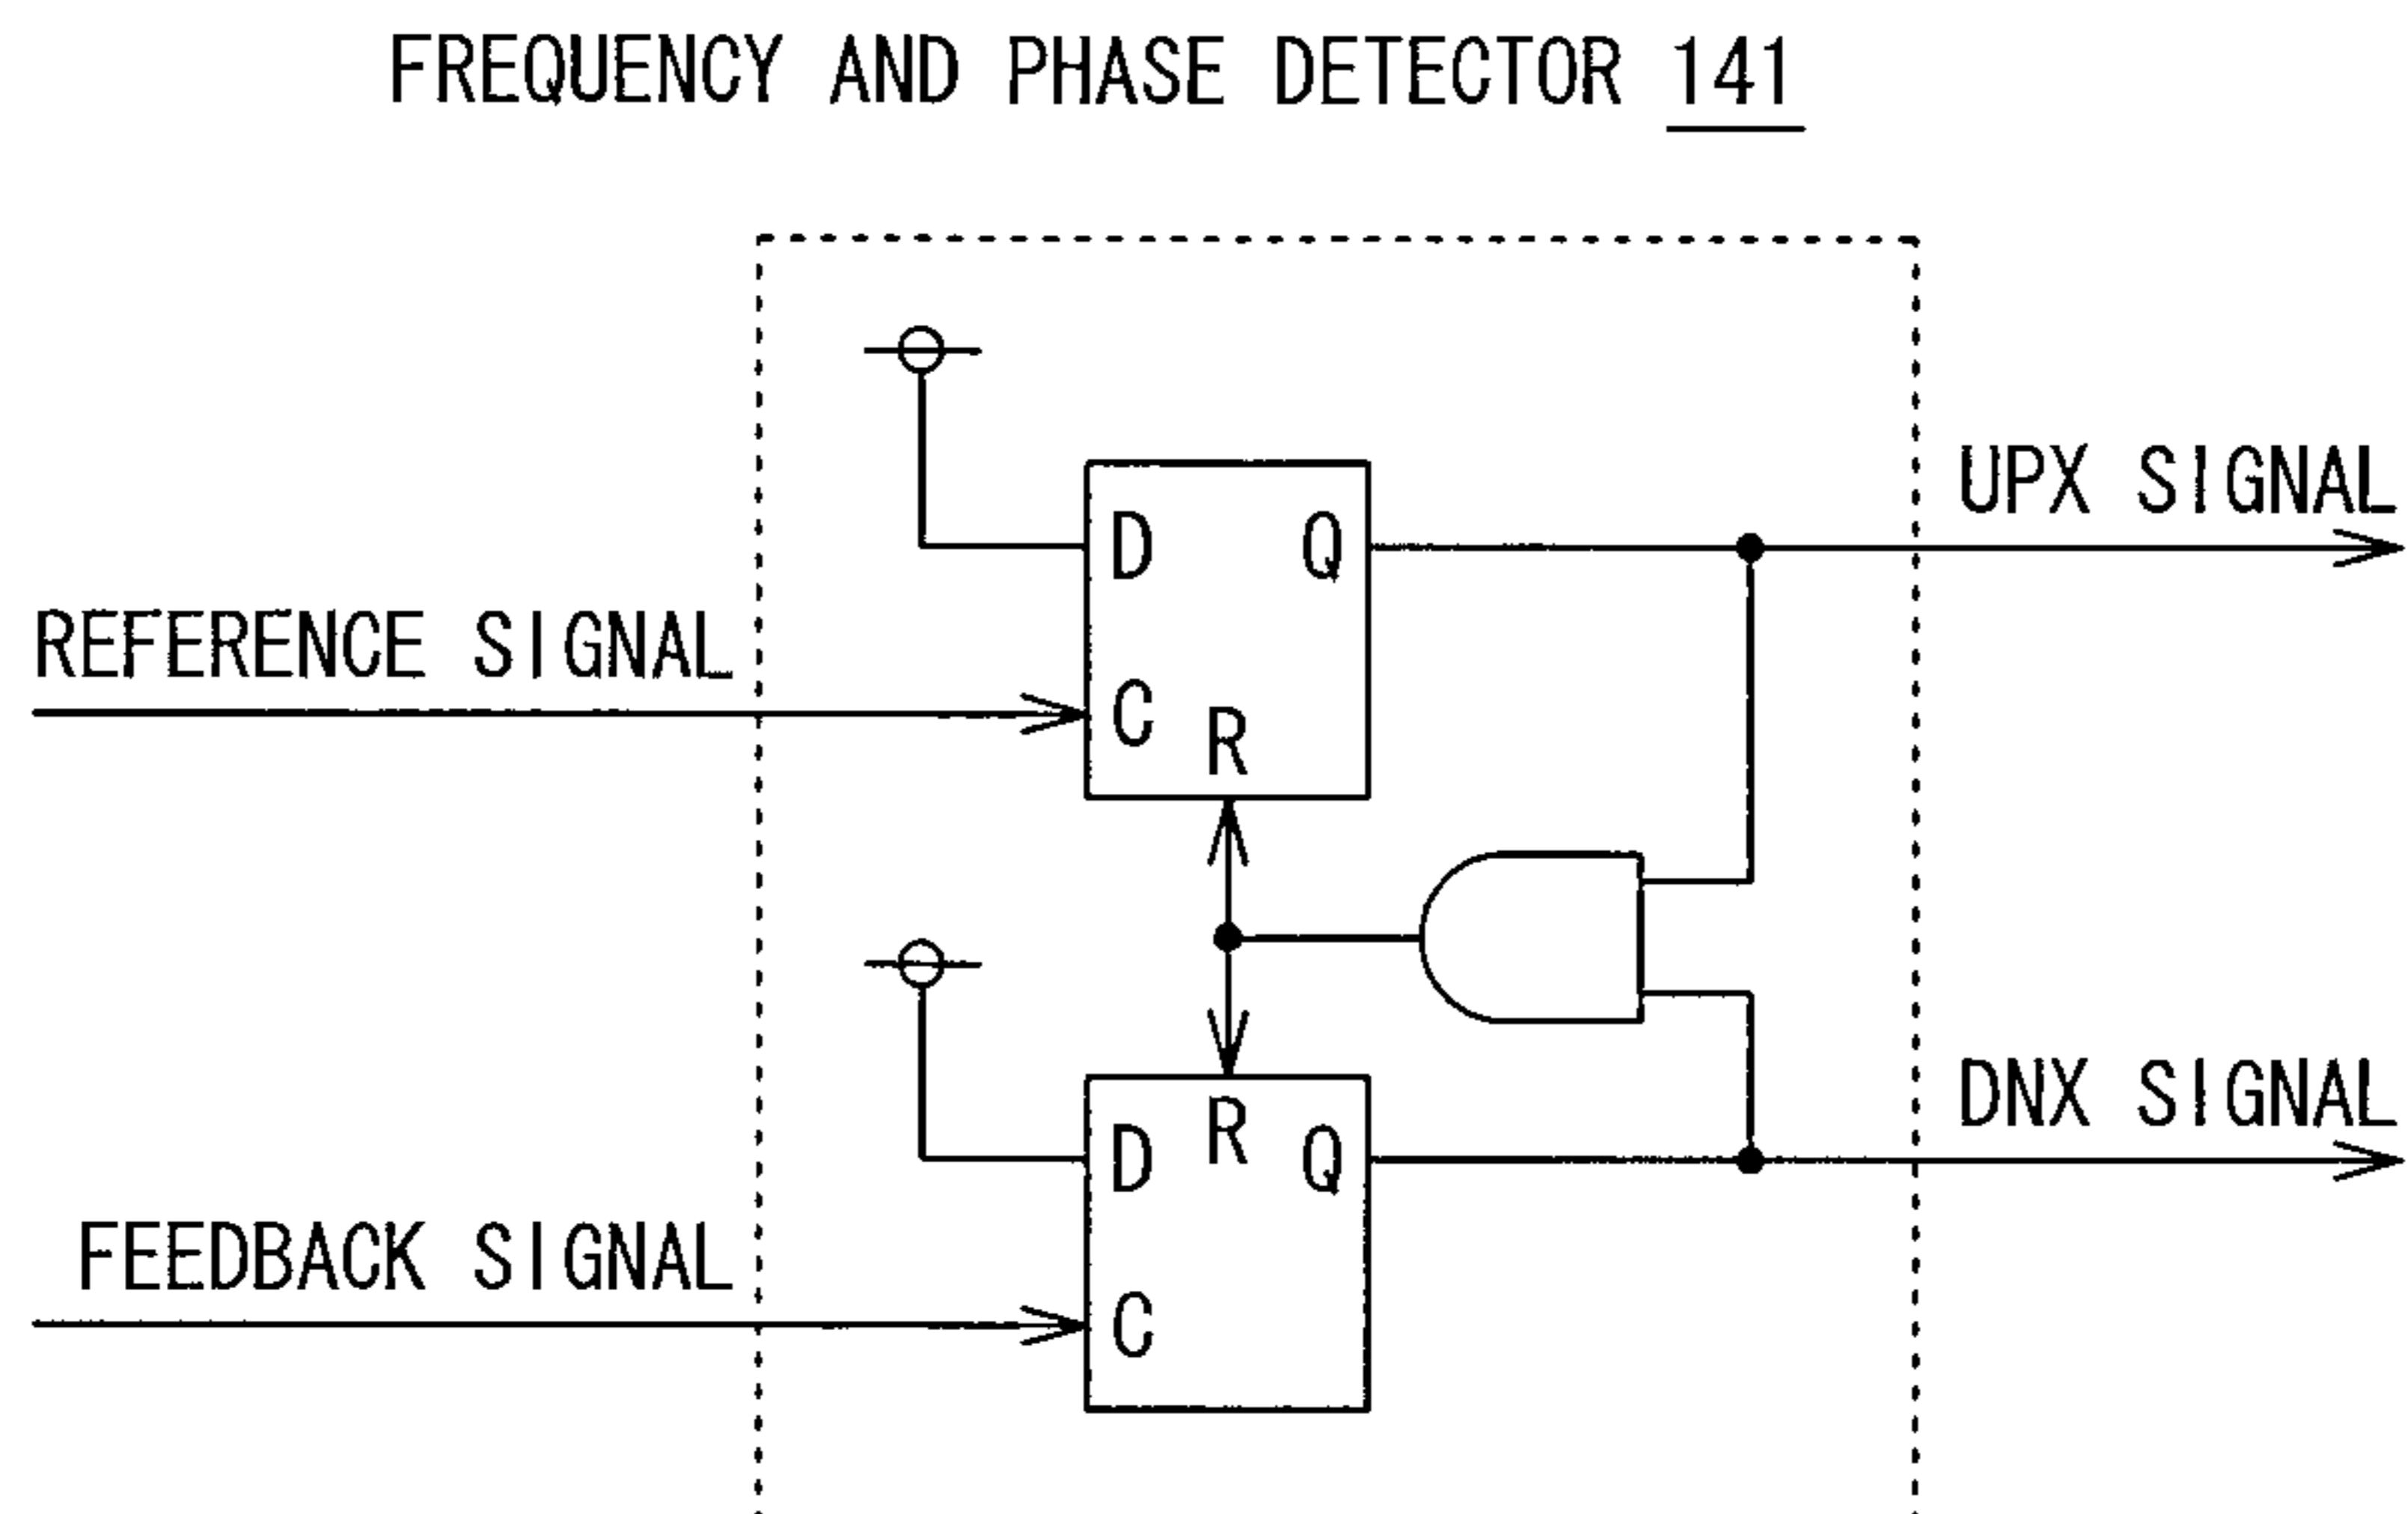 FREQUENCY AND PHASE DETECTOR 141
UPX SIGNAL
D Q
REFERENCE SIGNAL
C R
DNX SIGNAL
D R Q
FEEDBACK SIGNAL
C